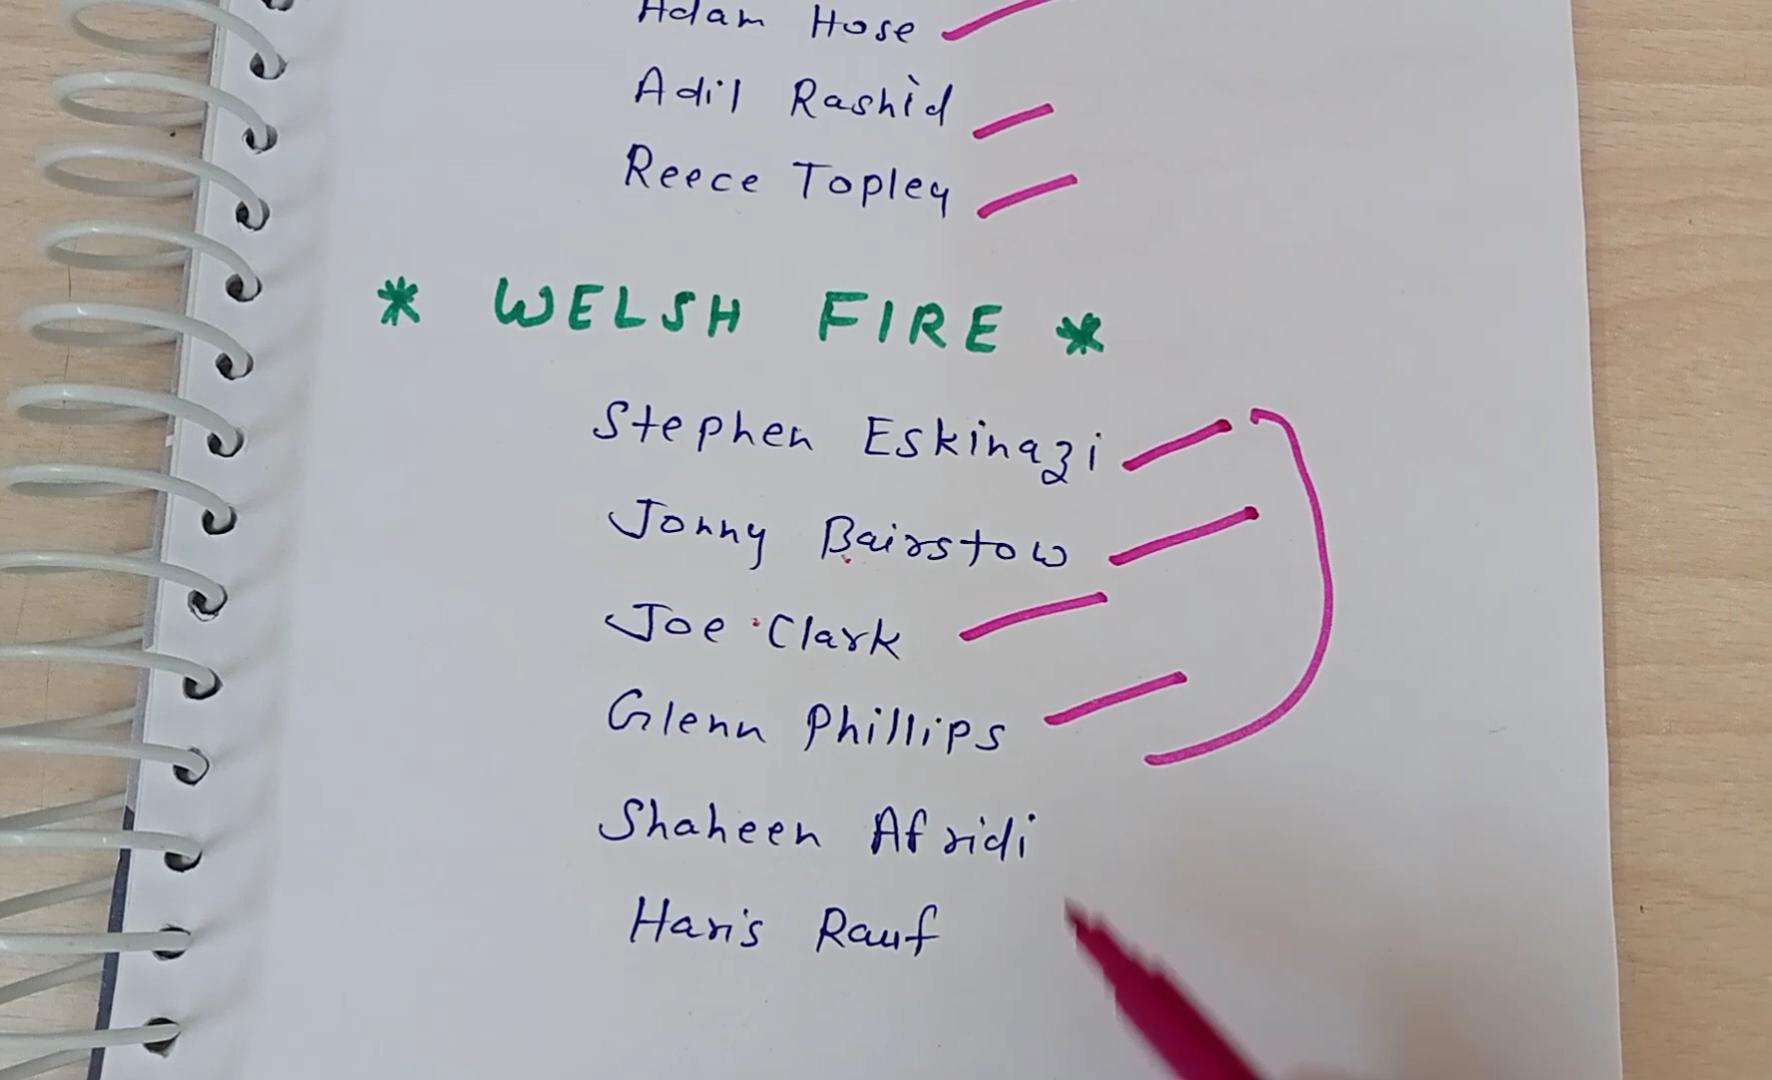 Adam Hose
Adil Rashid
Reece Topley
* WELSH FIRE *
Stephen Eskinazi
Jonny Bairstow
Joe Clark
Glenn Phillips
Shaheen Afridi
Haris Rauf